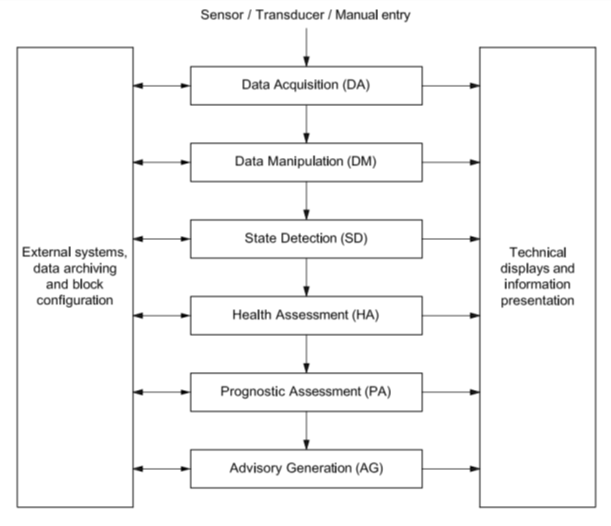 Sensor / Transducer / Manual entry
Data Acquisition (DA)
Data Manipulation (DM)
State Detection (SD)
External systems,
data archiving
and block
configuration
Technical
displays and
information
presentation
Health Assessment (HA)
Prognostic Assessment (PA)
Advisory Generation (AG)